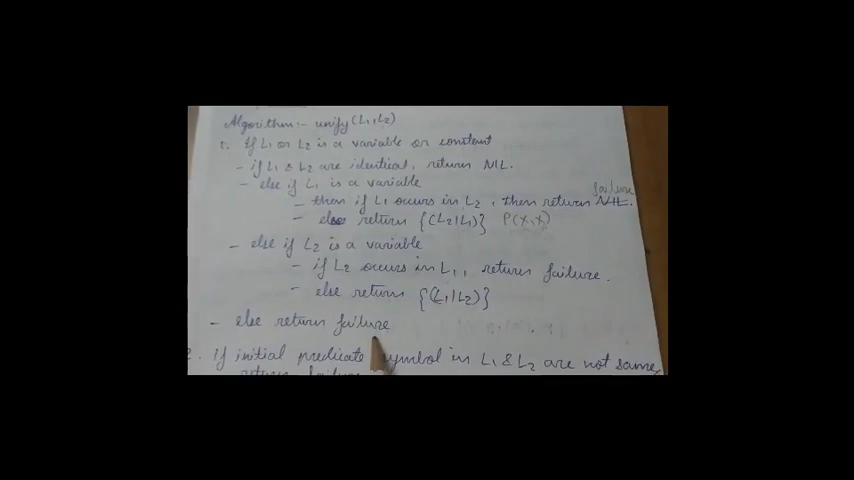 Algorithm:- unify (L1, L2)
1. If L1 or L2 is a variable or constant
- if L1 & L2 are identical, returns NIL.
- else if L1 is a variable
failure
- then if L1 occurs in L2, then return NIL.
- else return {(L2|L1)} P(X,X)
- else if L2 is a variable
- if L2 occurs in L1, returns failure.
- else return {(L1|L2)}
- else return failure
2. if initial predicate symbol in L1 & L2 are not same,
return failure